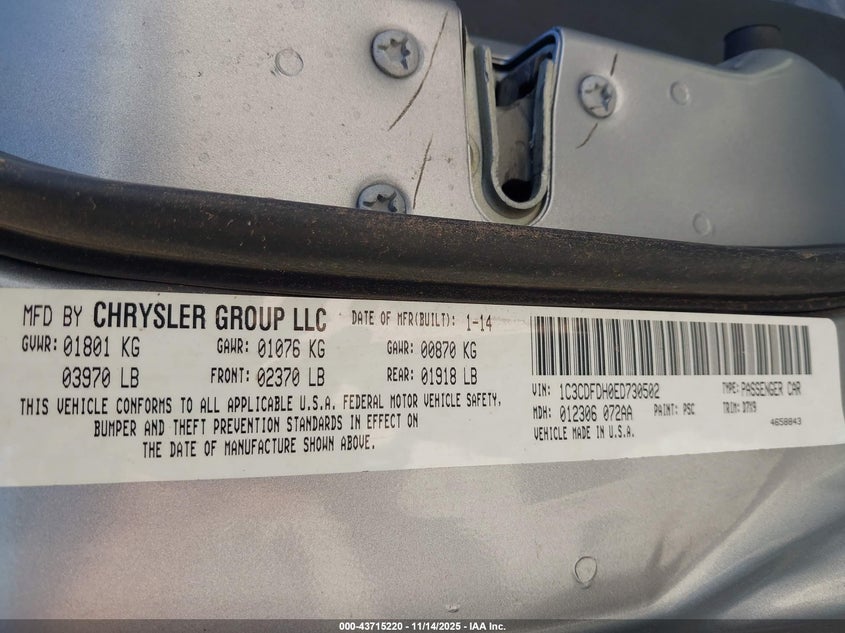 MFD BY CHRYSLER GROUP LLC DATE OF MFR(BUILT): 1-14
GVWR: 01801 KG GAWR: 01076 KG GAWR: 00870 KG
03970 LB FRONT: 02370 LB REAR: 01918 LB
THIS VEHICLE CONFORMS TO ALL APPLICABLE U.S.A. FEDERAL MOTOR VEHICLE SAFETY,
BUMPER AND THEFT PREVENTION STANDARDS IN EFFECT ON
THE DATE OF MANUFACTURE SHOWN ABOVE.
VIN: 1C3CDFDH0ED730502 TYPE: PASSENGER CAR
MDH: 012306 072AA PAINT: PSC TRIM: D7X9
VEHICLE MADE IN U.S.A. 4658843
000-43715220 - 11/14/2025 - IAA Inc.